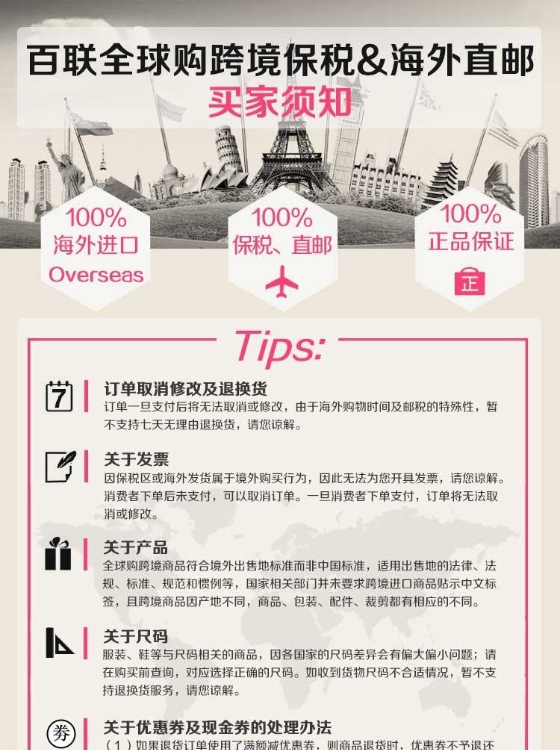 百联全球购跨境保税&海外直邮
买家须知
100%
海外进口
Overseas
100%
保税、直邮
100%
正品保证
正
Tips:
7
订单取消修改及退换货
订单一旦支付后将无法取消或修改，由于海外购物时间及邮税的特殊性，暂
不支持七天无理由退换货，请您谅解。
关于发票
因保税区或海外发货属于境外购买行为，因此无法为您开具发票，请您谅解。
消费者下单后未支付，可以取消订单。一旦消费者下单支付，订单将无法取
消或修改。
关于产品
全球购跨境商品符合境外出售地标准而非中国标准，适用出售地的法律、法
规、标准、规范和惯例等，国家相关部门并未要求跨境进口商品贴示中文标
签，且跨境商品因产地不同，商品、包装、配件、裁剪都有相应的不同。
关于尺码
服装、鞋等与尺码相关的商品，因各国家的尺码差异会有偏大偏小问题；请
在购买前查询，对应选择正确的尺码。如收到货物尺码不合适情况，暂不支
持退换货服务，请您谅解。
券
关于优惠券及现金券的处理办法
（1）如果退货订单使用了满额减优惠券，则商品退货时，优惠券不予退还